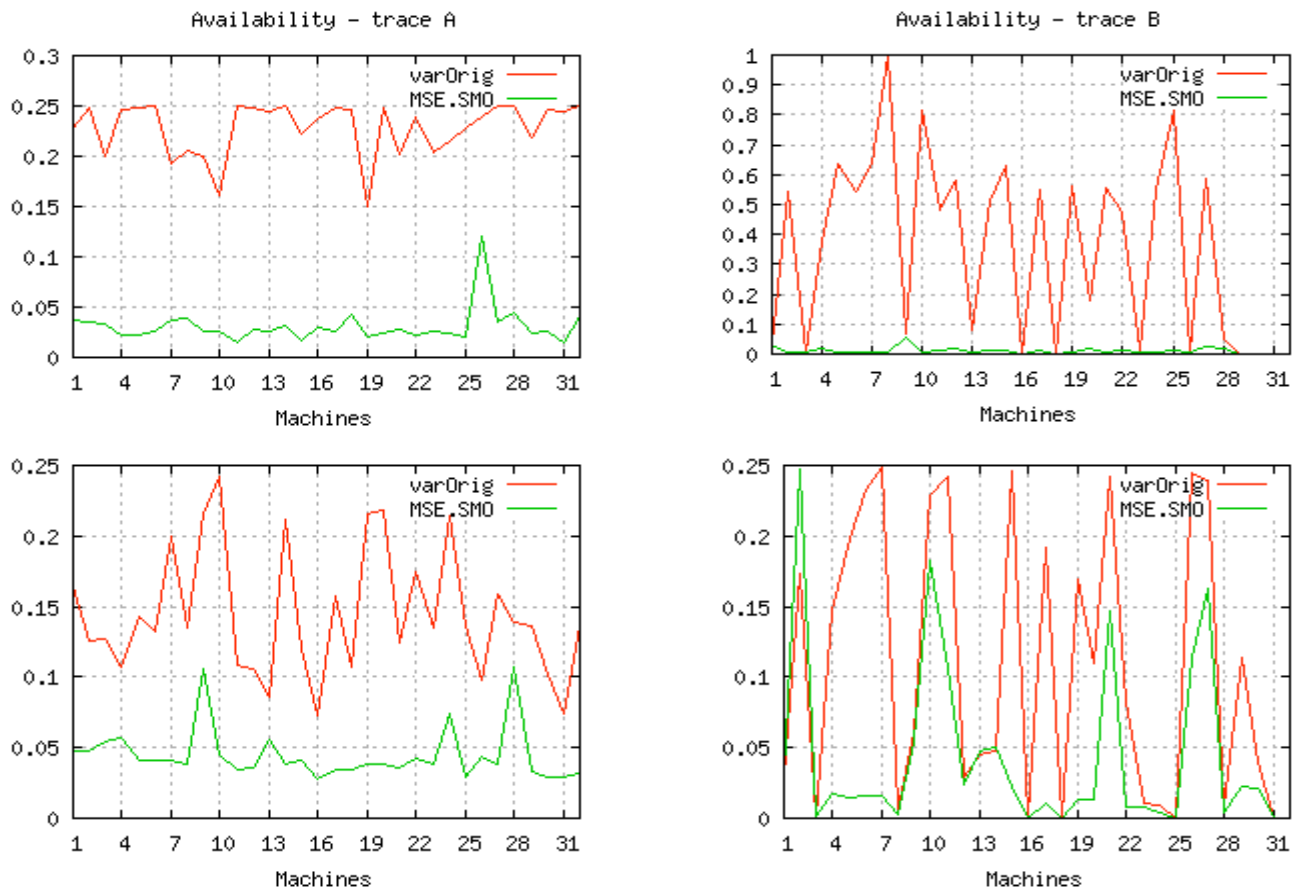 Availability - trace A
0.3
0.25
0.2
0.15
0.1
0.05
0
varOrig
MSE.SMO
1 4 7 10 13 16 19 22 25 28 31
Machines
Availability - trace B
1
0.9
0.8
0.7
0.6
0.5
0.4
0.3
0.2
0.1
0
varOrig
MSE.SMO
1 4 7 10 13 16 19 22 25 28 31
Machines
0.25
0.2
0.15
0.1
0.05
0
varOrig
MSE.SMO
1 4 7 10 13 16 19 22 25 28 31
Machines
0.25
0.2
0.15
0.1
0.05
0
varOrig
MSE.SMO
1 4 7 10 13 16 19 22 25 28 31
Machines